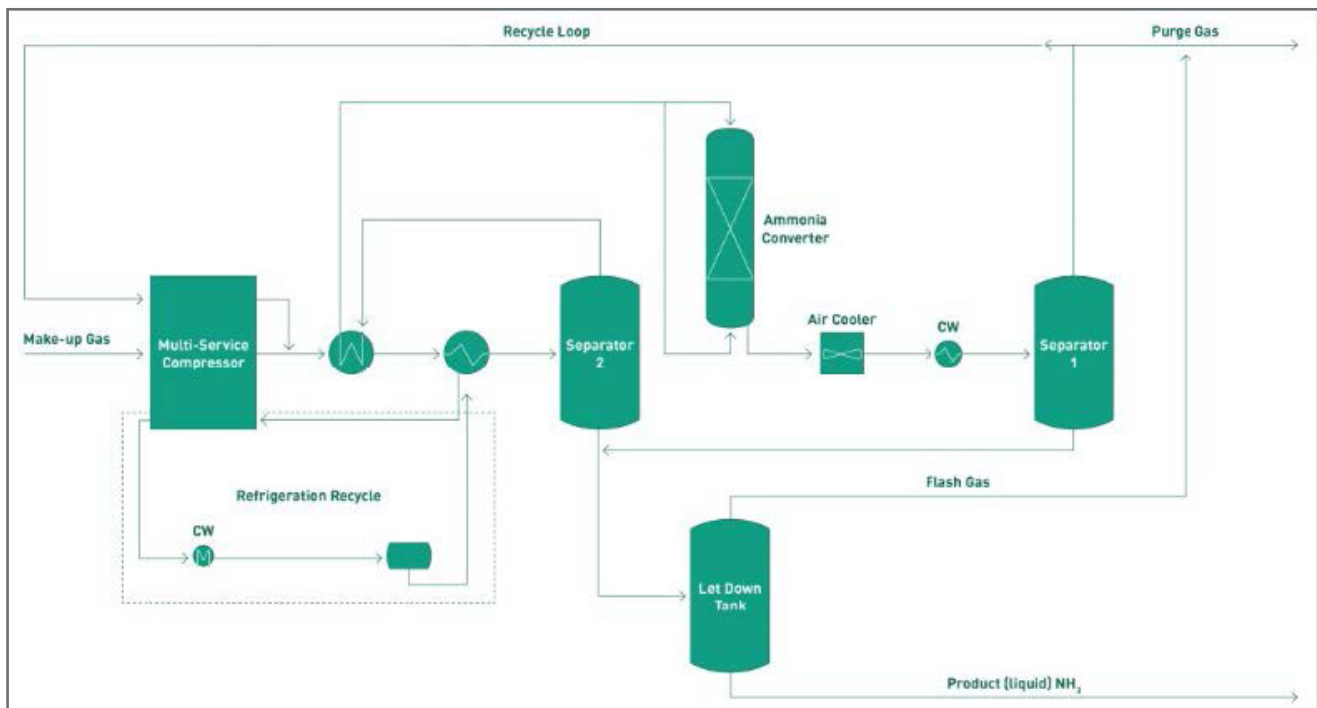 Recycle Loop
Purge Gas
Ammonia
Converter
Make-up Gas
Multi-Service
Compressor
Separator
2
Air Cooler
CW
Separator
1
Refrigeration Recycle
CW
Flash Gas
Let Down
Tank
Product (liquid) NH₃